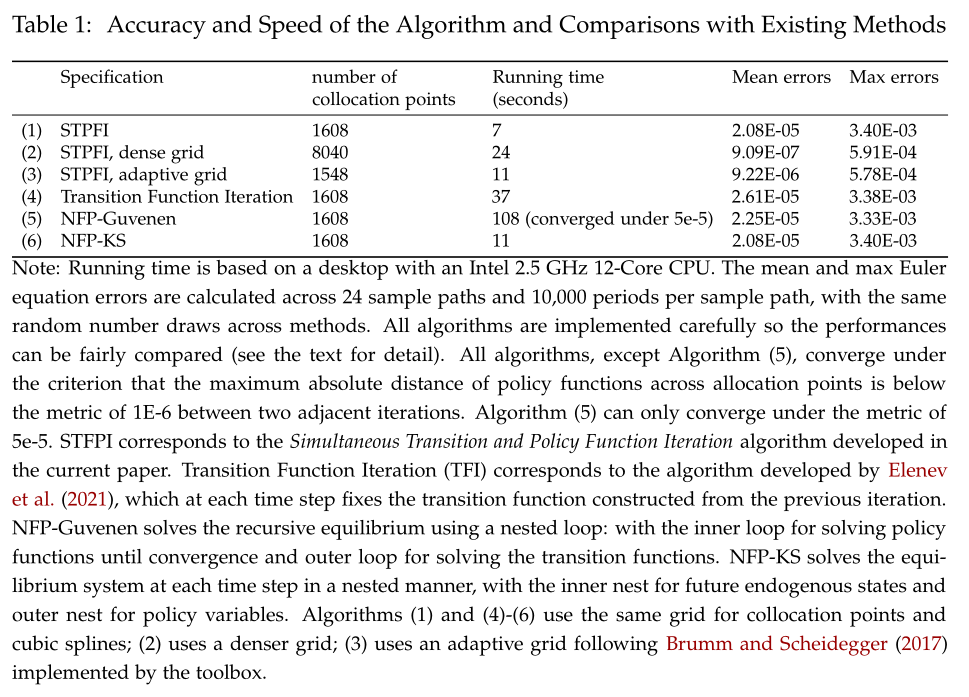 Table 1: Accuracy and Speed of the Algorithm and Comparisons with Existing Methods
Specification number of collocation points Running time (seconds) Mean errors Max errors
(1) STPFI 1608 7 2.08E-05 3.40E-03
(2) STPFI, dense grid 8040 24 9.09E-07 5.91E-04
(3) STPFI, adaptive grid 1548 11 9.22E-06 5.78E-04
(4) Transition Function Iteration 1608 37 2.61E-05 3.38E-03
(5) NFP-Guvenen 1608 108 (converged under 5e-5) 2.25E-05 3.33E-03
(6) NFP-KS 1608 11 2.08E-05 3.40E-03
Note: Running time is based on a desktop with an Intel 2.5 GHz 12-Core CPU. The mean and max Euler
equation errors are calculated across 24 sample paths and 10,000 periods per sample path, with the same
random number draws across methods. All algorithms are implemented carefully so the performances
can be fairly compared (see the text for detail). All algorithms, except Algorithm (5), converge under
the criterion that the maximum absolute distance of policy functions across allocation points is below
the metric of 1E-6 between two adjacent iterations. Algorithm (5) can only converge under the metric of
5e-5. STFPI corresponds to the Simultaneous Transition and Policy Function Iteration algorithm developed in
the current paper. Transition Function Iteration (TFI) corresponds to the algorithm developed by Elenev
et al. (2021), which at each time step fixes the transition function constructed from the previous iteration.
NFP-Guvenen solves the recursive equilibrium using a nested loop: with the inner loop for solving policy
functions until convergence and outer loop for solving the transition functions. NFP-KS solves the equi-
librium system at each time step in a nested manner, with the inner nest for future endogenous states and
outer nest for policy variables. Algorithms (1) and (4)-(6) use the same grid for collocation points and
cubic splines; (2) uses a denser grid; (3) uses an adaptive grid following Brumm and Scheidegger (2017)
implemented by the toolbox.